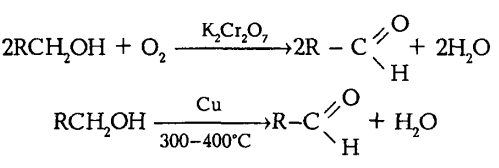 2RCH₂OH + O₂ —K₂Cr₂O₇→ 2R – C(=O)–H + 2H₂O
RCH₂OH —Cu, 300–400°C→ R–C(=O)–H + H₂O